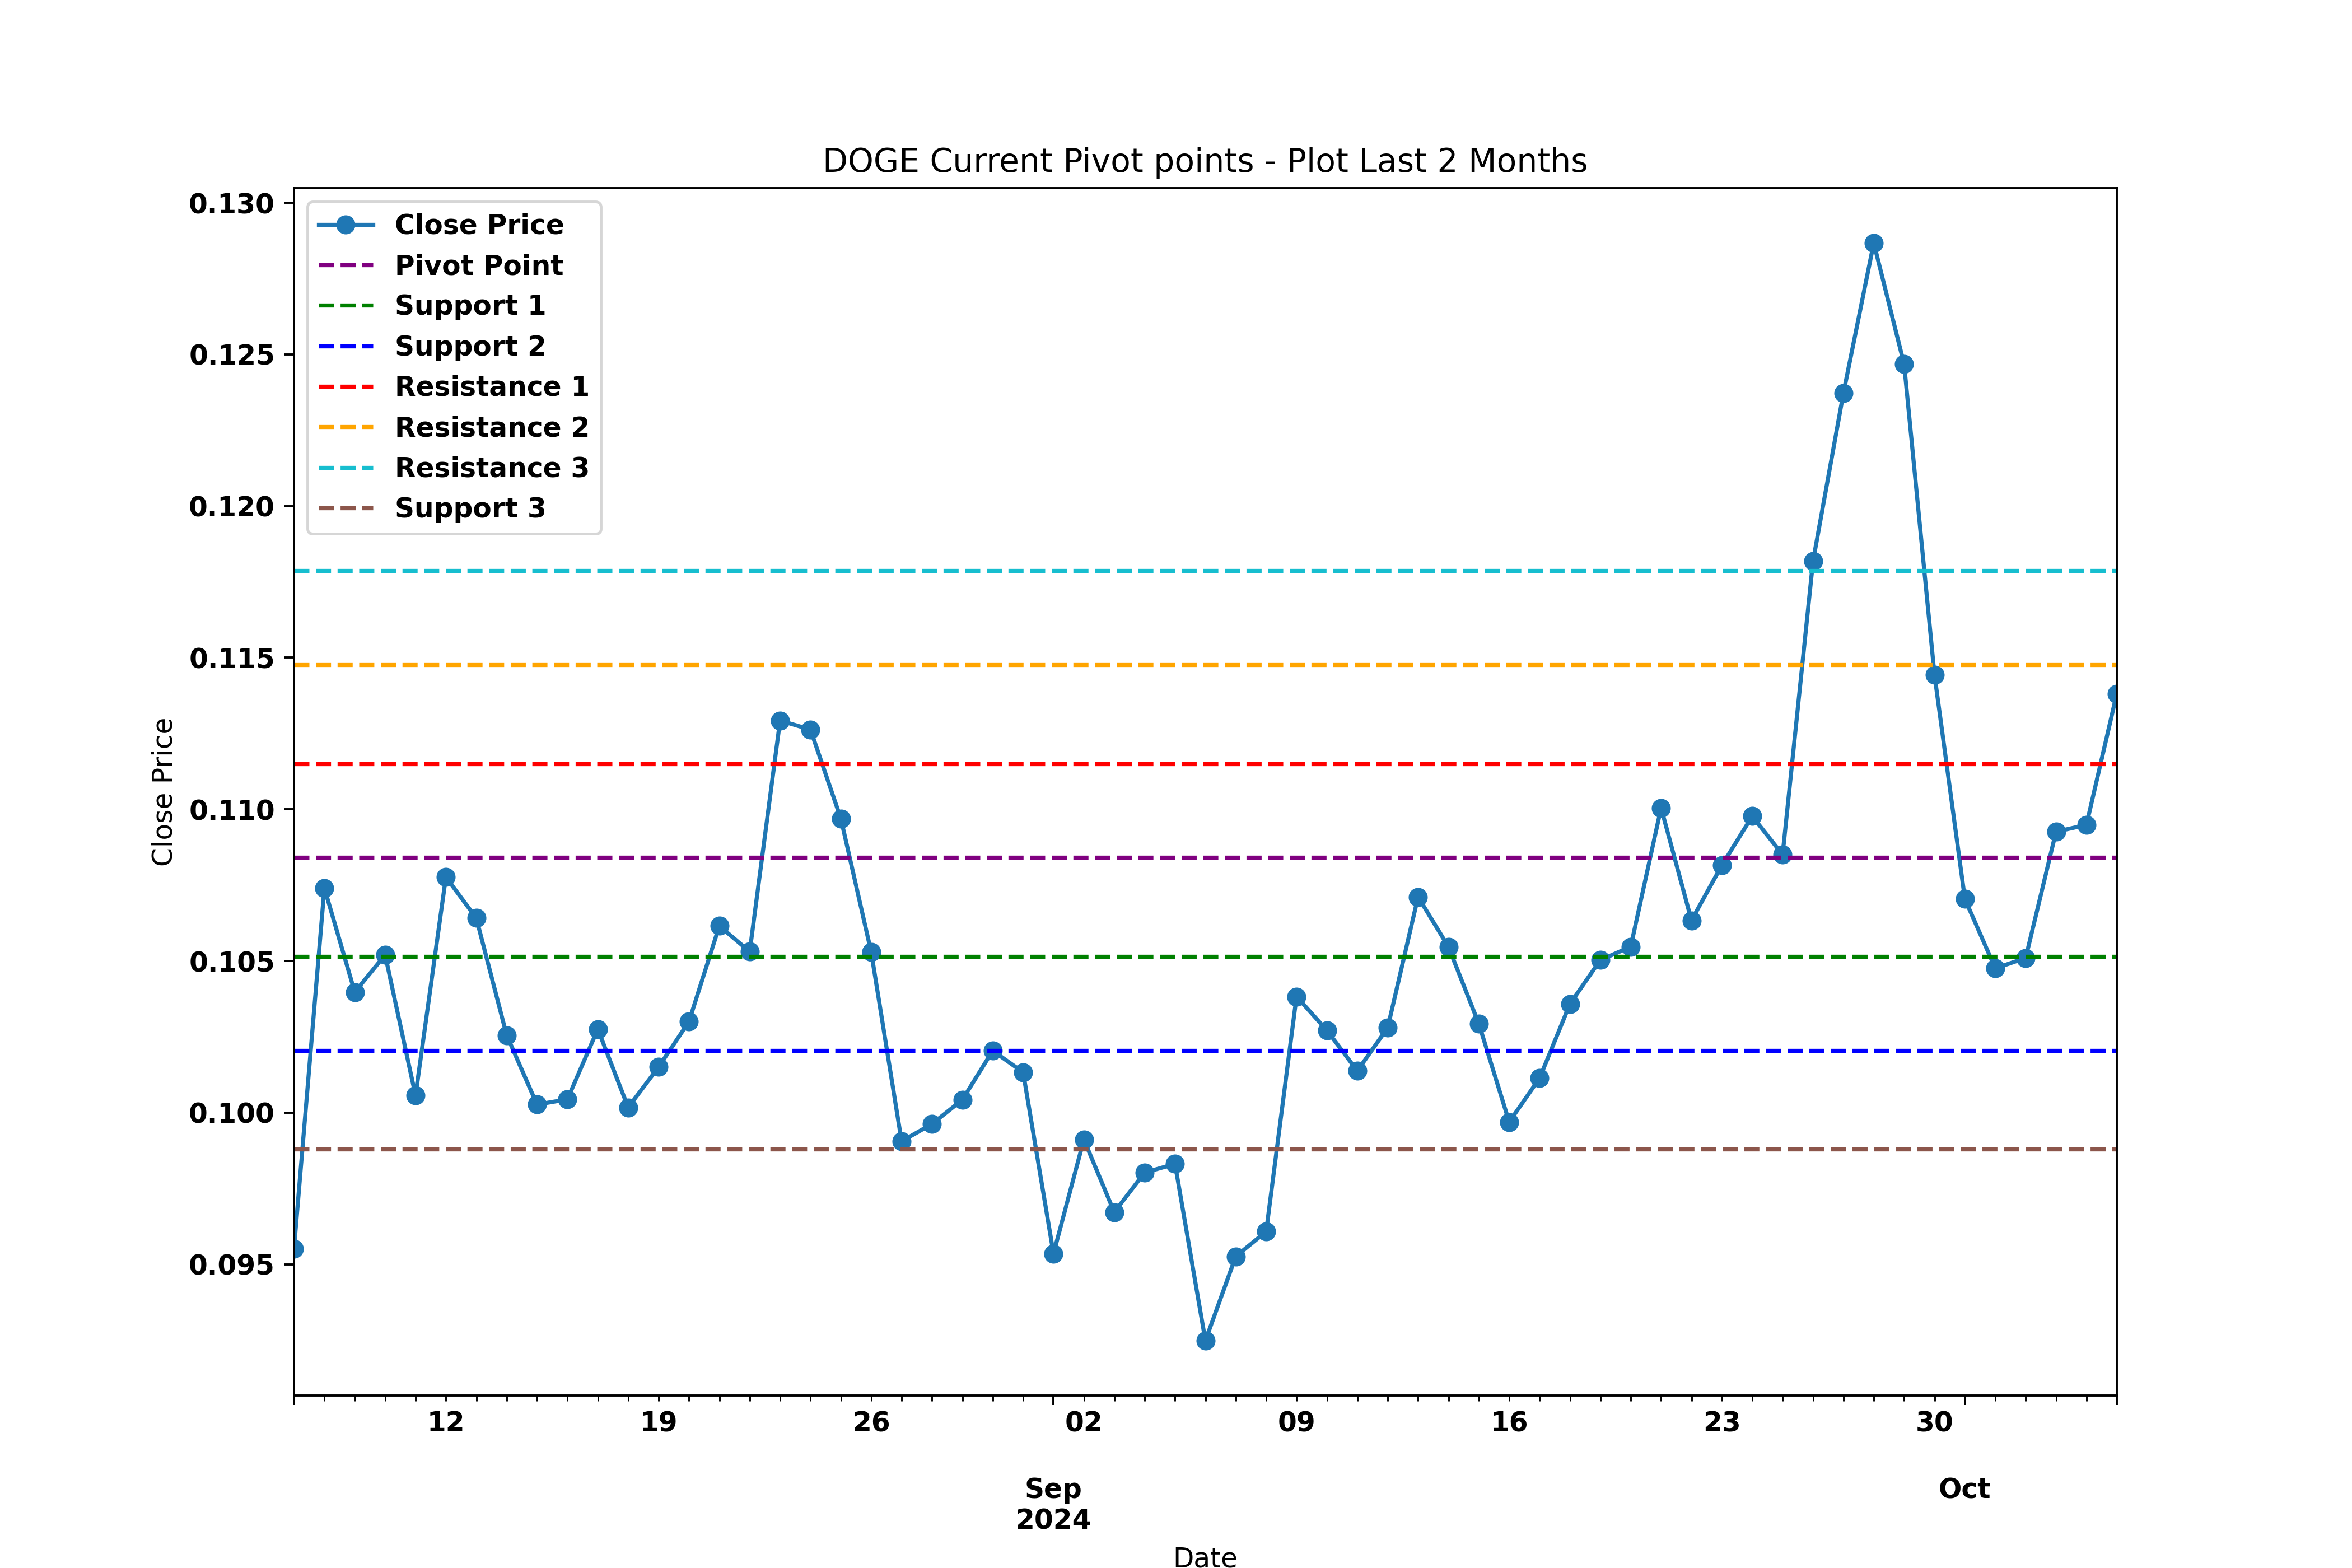 DOGE Current Pivot points - Plot Last 2 Months
0.130
0.125
0.120
0.115
0.110
0.105
0.100
0.095
Close Price
Close Price
Pivot Point
Support 1
Support 2
Resistance 1
Resistance 2
Resistance 3
Support 3
12 19 26 02 09 16 23 30
Sep Oct
2024
Date